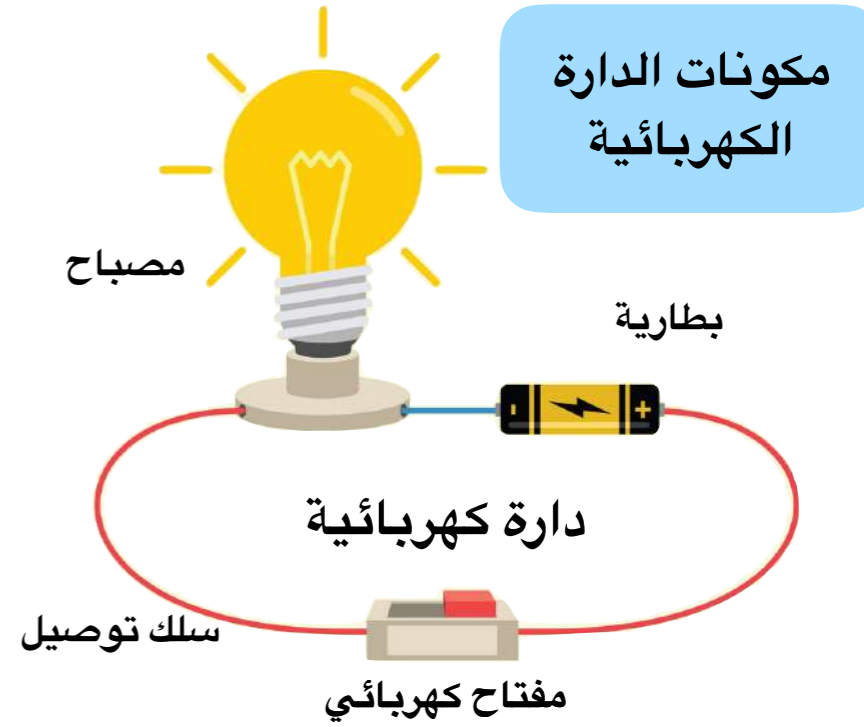 مكونات الدارة
الكهربائية
مصباح
بطارية
- +
دارة كهربائية
سلك توصيل
مفتاح كهربائي